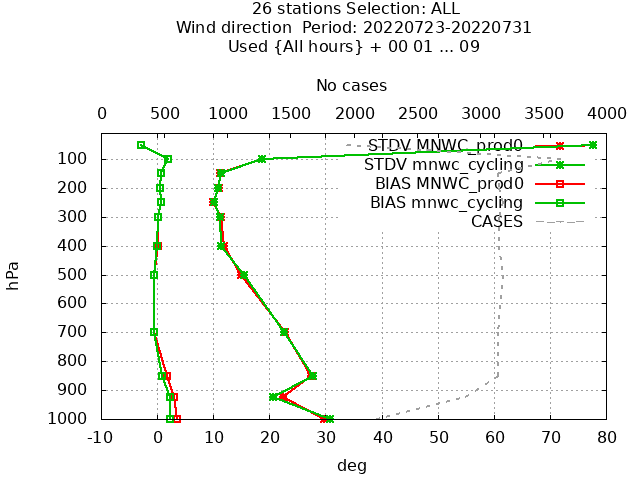 26 stations Selection: ALL
Wind direction  Period: 20220723-20220731
Used {All hours} + 00 01 ... 09
No cases
0 500 1000 1500 2000 2500 3000 3500 4000
STDV MNWC_prod0
STDV mnwc_cycling
BIAS MNWC_prod0
BIAS mnwc_cycling
CASES
hPa
100
200
300
400
500
600
700
800
900
1000
-10 0 10 20 30 40 50 60 70 80
deg